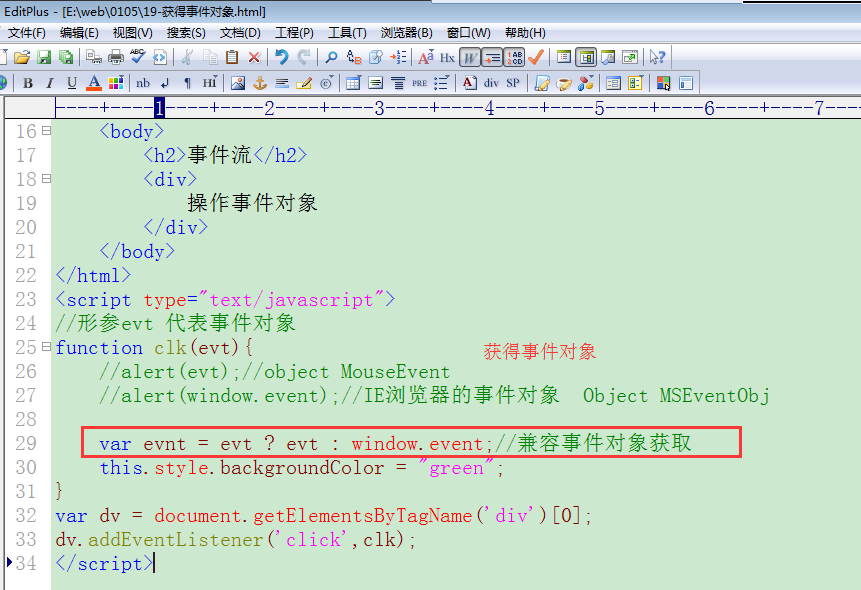 EditPlus - [E:\web\0105\19-获得事件对象.html]
文件(F) 编辑(E) 视图(V) 搜索(S) 文档(D) 工程(P) 工具(T) 浏览器(B) 窗口(W) 帮助(H)
ABC Hx W 1AB 2CD
B I U A nb HI PRE A div SP
----+----1----+----2----+----3----+----4----+----5----+----6----+----7--
16 <body>
17 <h2>事件流</h2>
18 <div>
19 操作事件对象
20 </div>
21 </body>
22 </html>
23 <script type="text/javascript">
24 //形参evt 代表事件对象
25 function clk(evt){ 获得事件对象
26 //alert(evt);//object MouseEvent
27 //alert(window.event);//IE浏览器的事件对象 Object MSEventObj
28
29 var evnt = evt ? evt : window.event;//兼容事件对象获取
30 this.style.backgroundColor = "green";
31 }
32 var dv = document.getElementsByTagName('div')[0];
33 dv.addEventListener('click',clk);
34 </script>